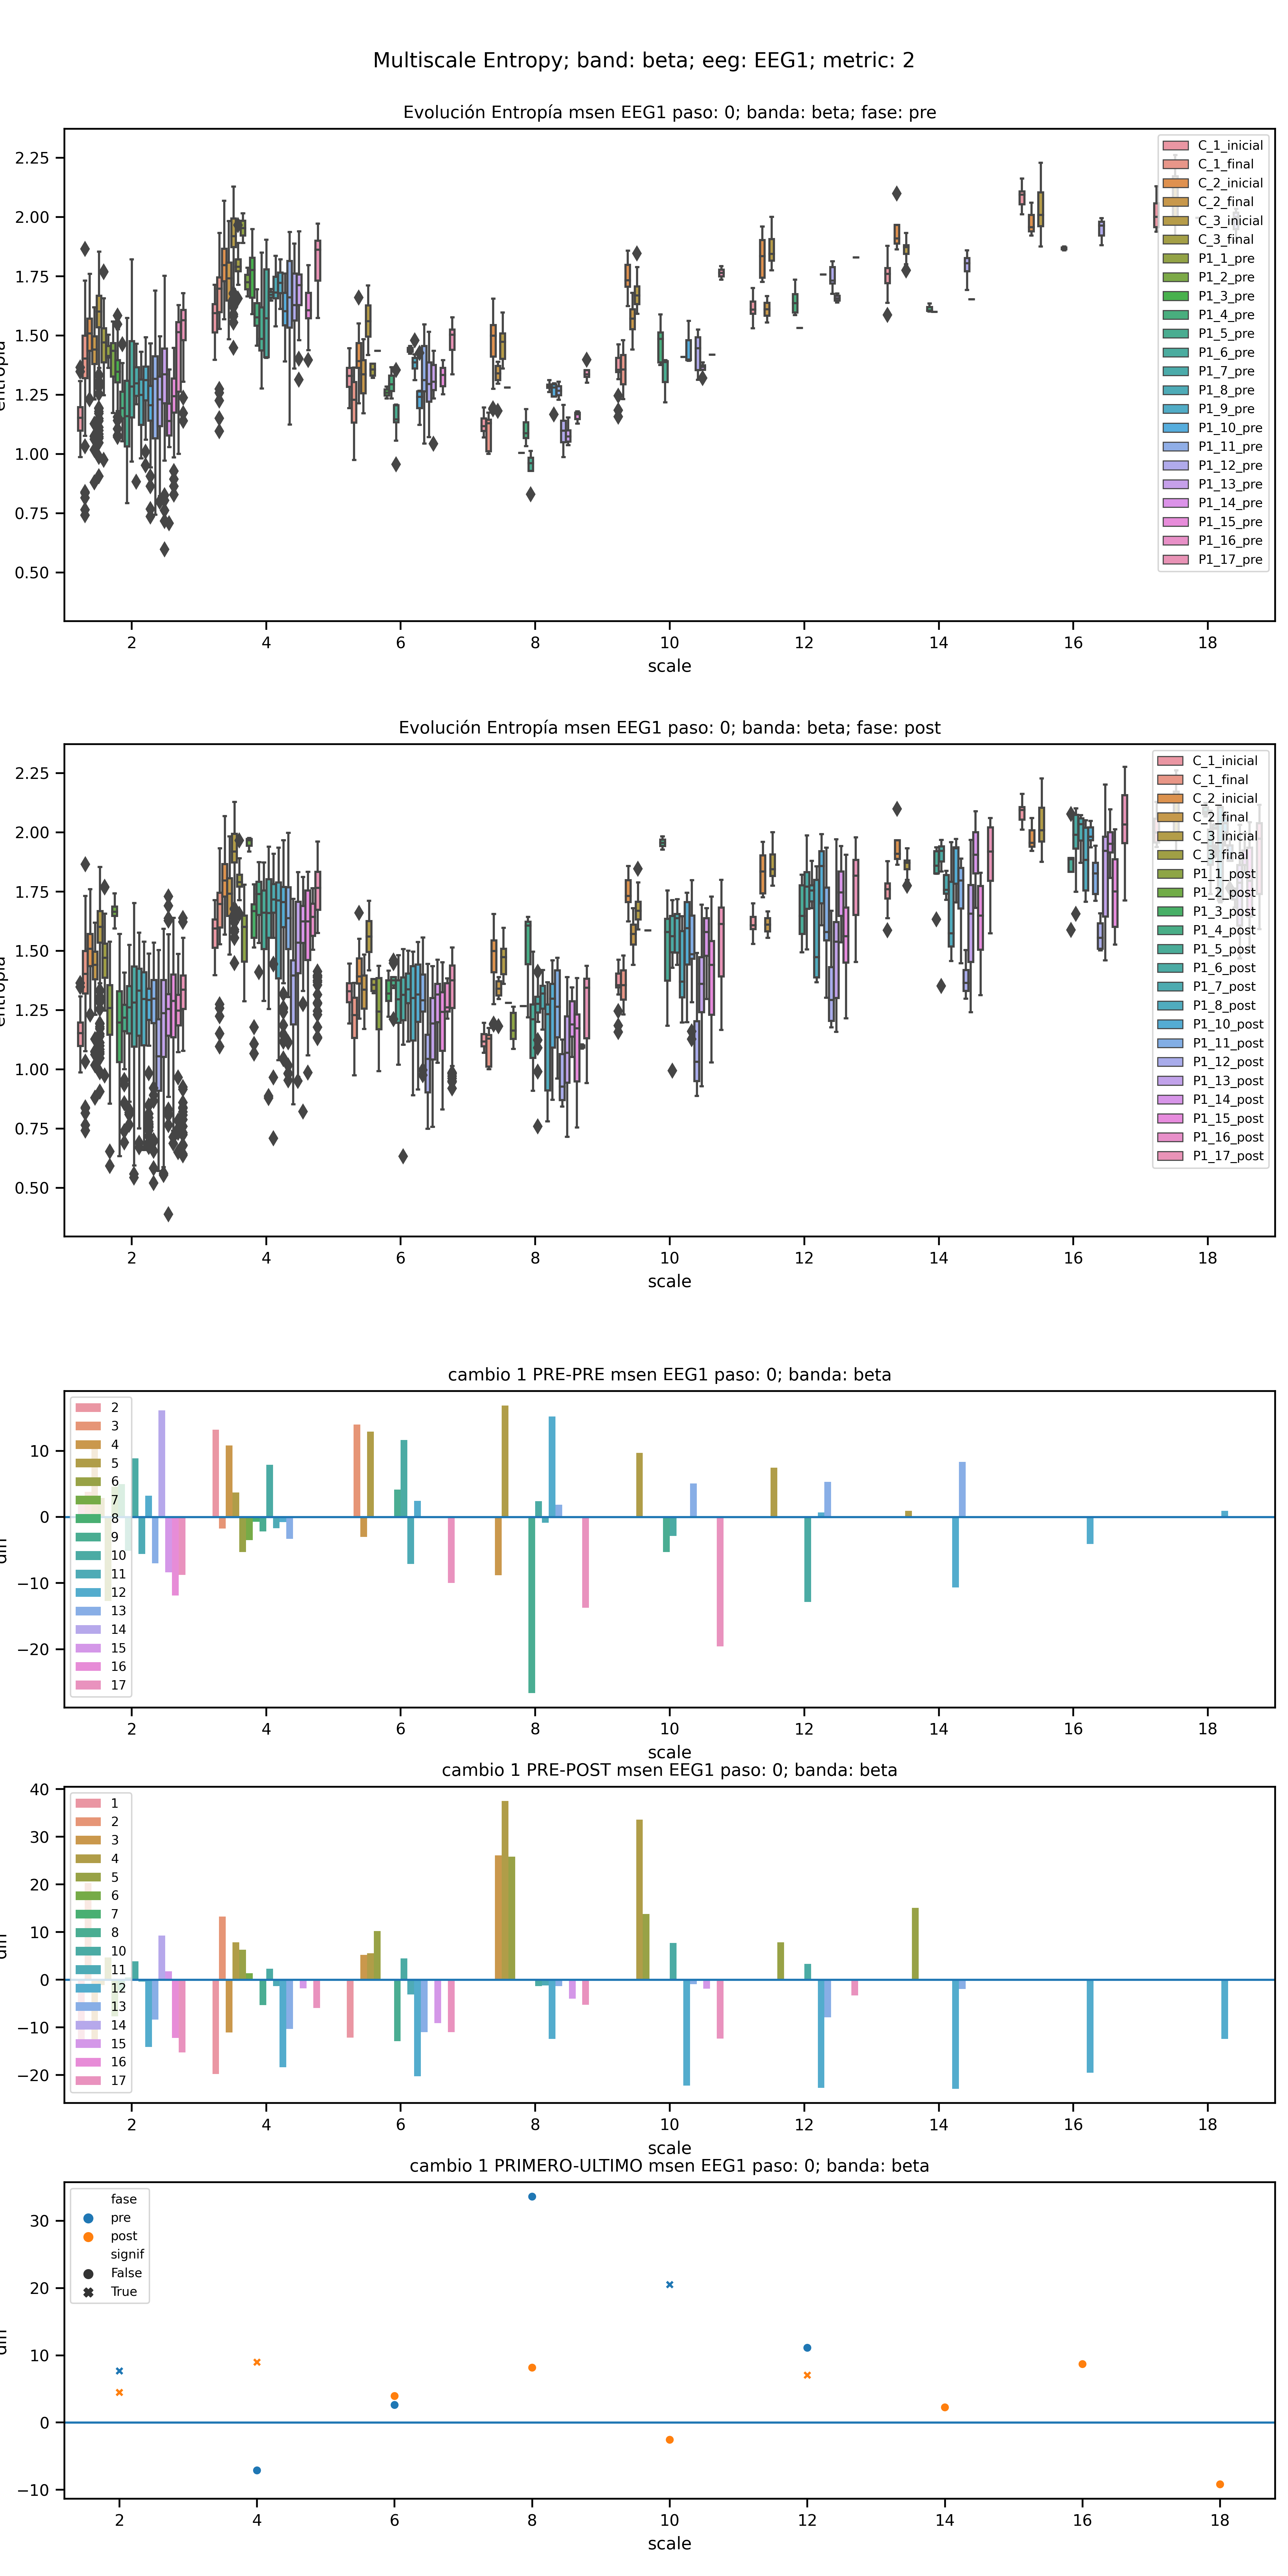 Multiscale Entropy; band: beta; eeg: EEG1; metric: 2
Evolución Entropía msen EEG1 paso: 0; banda: beta; fase: pre
2.25
2.00
1.75
1.50
1.25
1.00
0.75
0.50
C_1_inicial
C_1_final
C_2_inicial
C_2_final
C_3_inicial
C_3_final
P1_1_pre
P1_2_pre
P1_3_pre
P1_4_pre
P1_5_pre
P1_6_pre
P1_7_pre
P1_8_pre
P1_9_pre
P1_10_pre
P1_11_pre
P1_12_pre
P1_13_pre
P1_14_pre
P1_15_pre
P1_16_pre
P1_17_pre
2 4 6 8 10 12 14 16 18
scale
Evolución Entropía msen EEG1 paso: 0; banda: beta; fase: post
2.25
2.00
1.75
1.50
1.25
1.00
0.75
0.50
C_1_inicial
C_1_final
C_2_inicial
C_2_final
C_3_inicial
C_3_final
P1_1_post
P1_2_post
P1_3_post
P1_4_post
P1_5_post
P1_6_post
P1_7_post
P1_8_post
P1_10_post
P1_11_post
P1_12_post
P1_13_post
P1_14_post
P1_15_post
P1_16_post
P1_17_post
2 4 6 8 10 12 14 16 18
scale
cambio 1 PRE-PRE msen EEG1 paso: 0; banda: beta
10
0
−10
−20
2
3
4
5
6
7
8
9
10
11
12
13
14
15
16
17
2 4 6 8 10 12 14 16 18
scale
cambio 1 PRE-POST msen EEG1 paso: 0; banda: beta
40
30
20
10
0
−10
−20
1
2
3
4
5
6
7
8
10
11
12
13
14
15
16
17
2 4 6 8 10 12 14 16 18
scale
cambio 1 PRIMERO-ULTIMO msen EEG1 paso: 0; banda: beta
30
20
10
0
−10
fase
pre
post
signif
False
True
2 4 6 8 10 12 14 16 18
scale